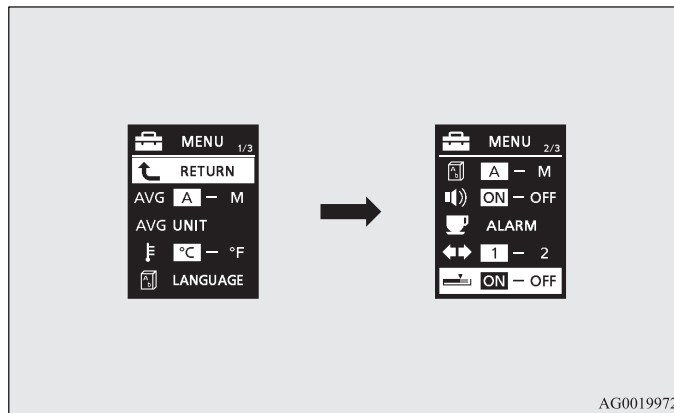 MENU 1/3
RETURN
AVG A – M
AVG UNIT
°C – °F
A b LANGUAGE
MENU 2/3
A b A – M
ON – OFF
ALARM
1 – 2
ON – OFF
AG0019972